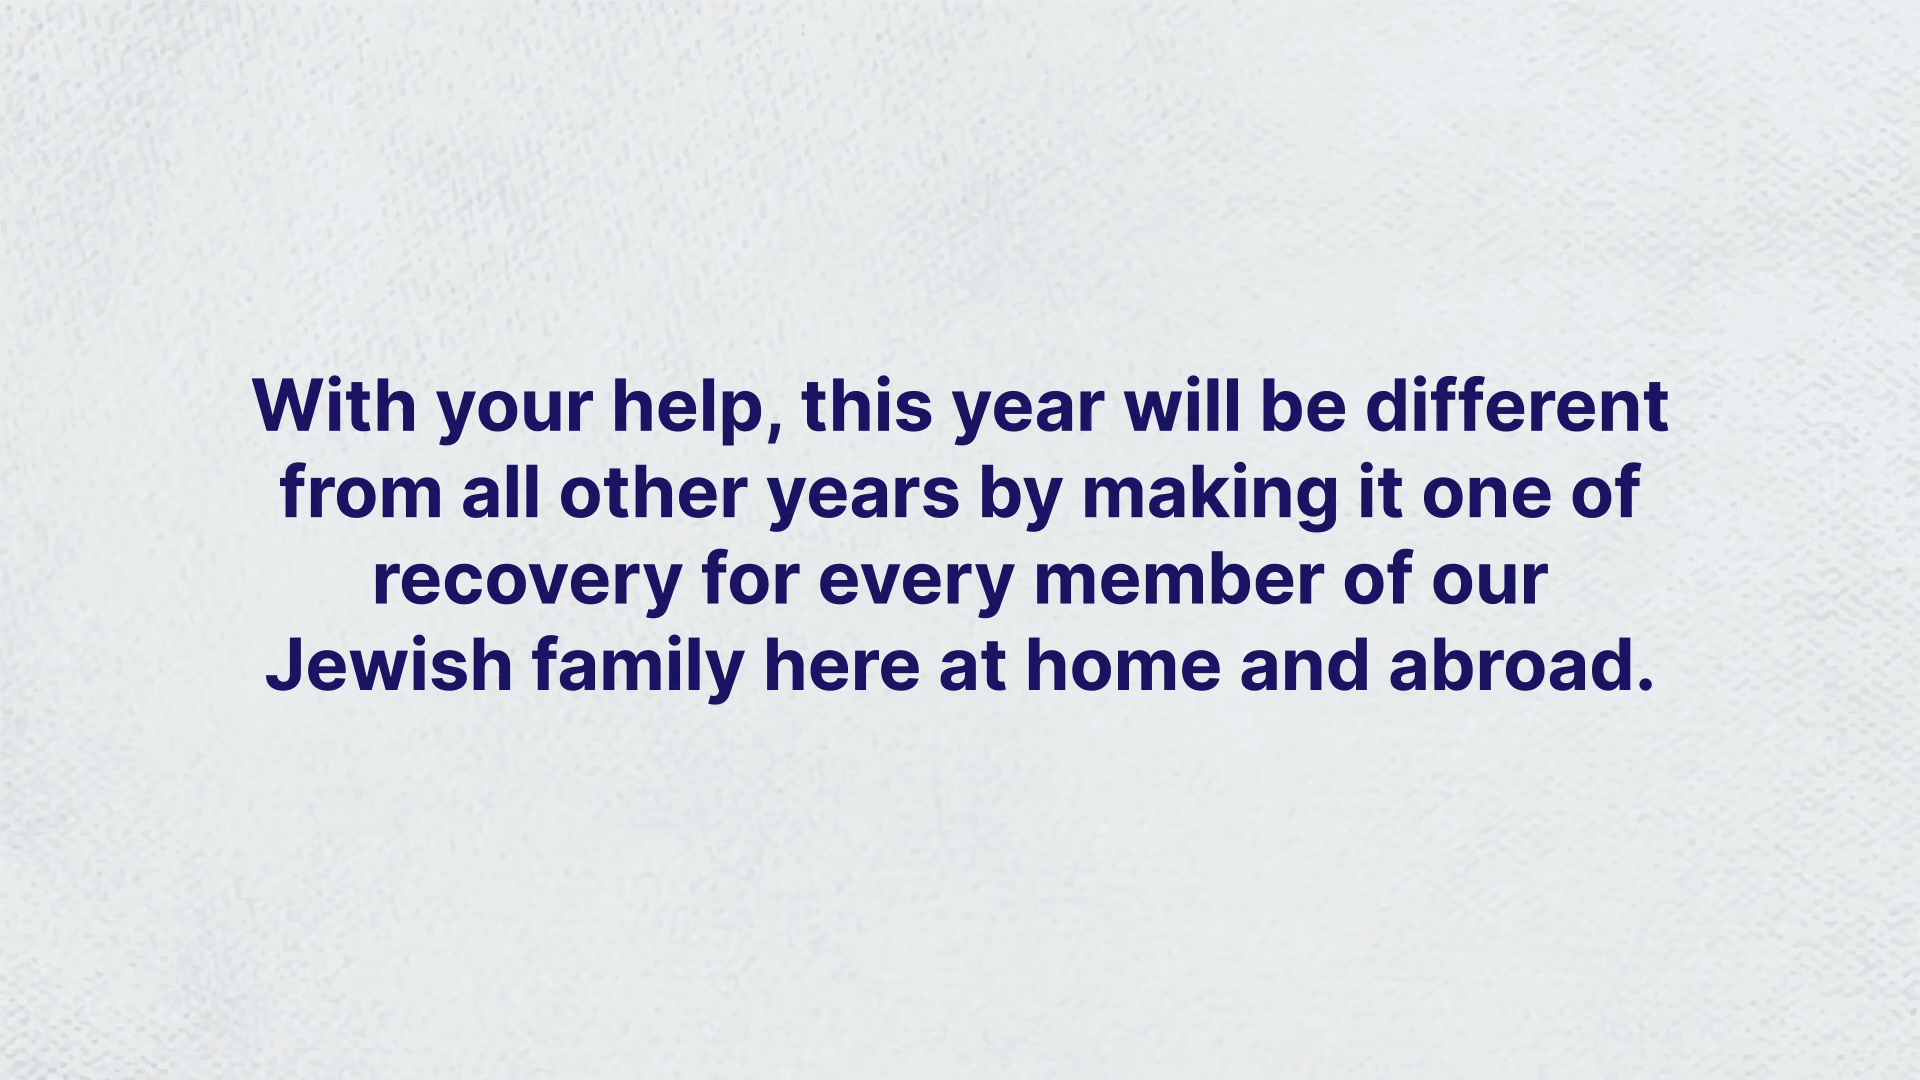 With your help, this year will be different
from all other years by making it one of
recovery for every member of our
Jewish family here at home and abroad.